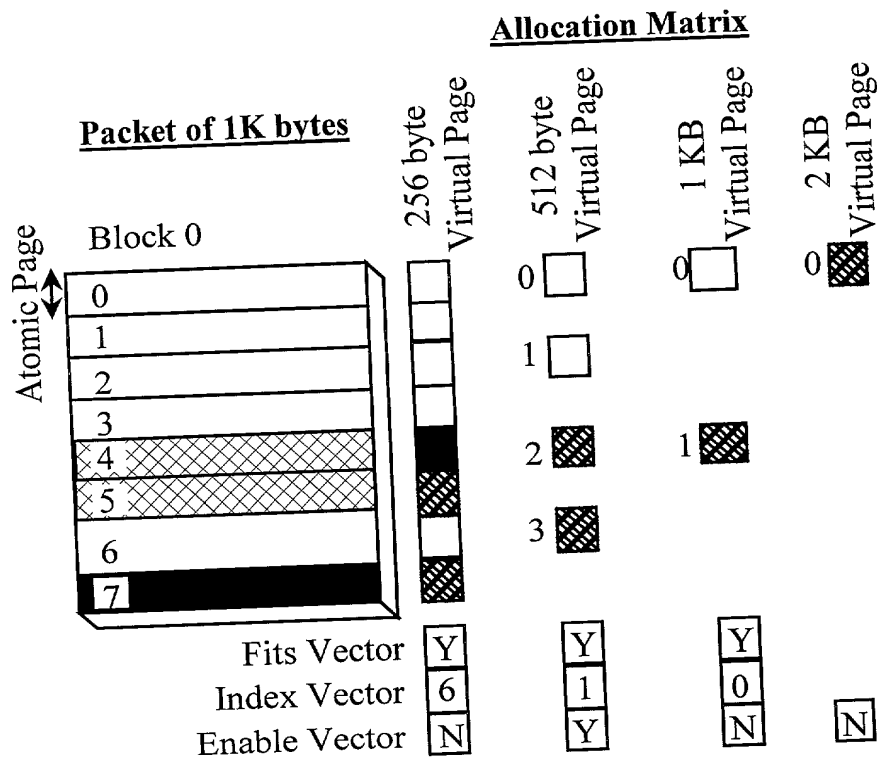 Allocation Matrix
Packet of 1K bytes
256 byte
Virtual Page
512 byte
Virtual Page
1 KB
Virtual Page
2 KB
Virtual Page
Block 0
Atomic Page
0
1
2
3
4
5
6
7
0
1
2
3
0
1
0
Fits Vector Y Y Y
Index Vector 6 1 0
Enable Vector N Y N N